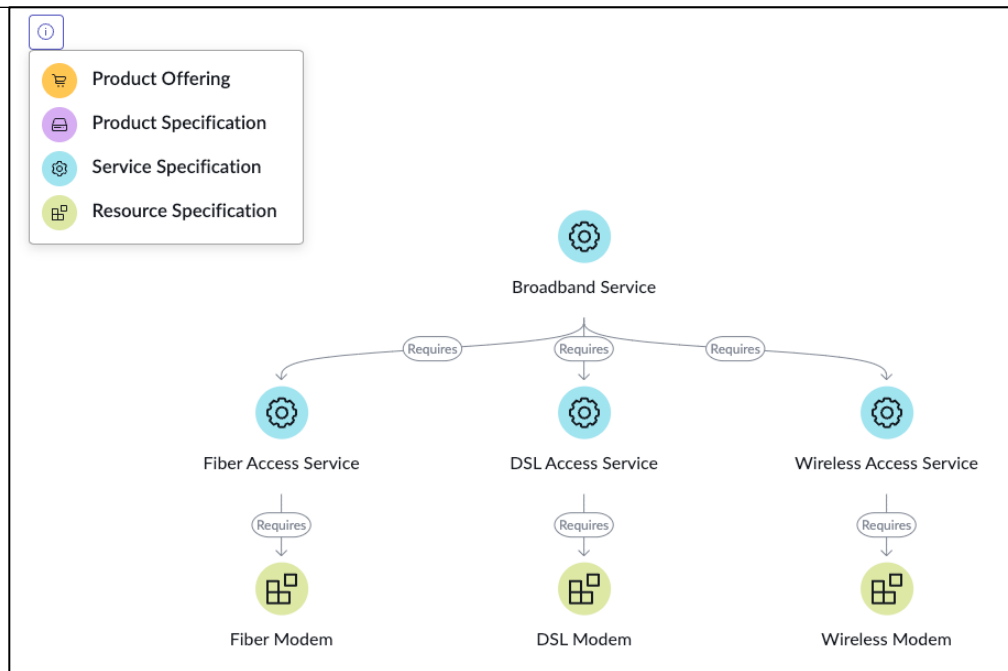 Product Offering
Product Specification
Service Specification
Resource Specification
Broadband Service
Requires
Requires
Requires
Fiber Access Service
DSL Access Service
Wireless Access Service
Requires
Requires
Requires
Fiber Modem
DSL Modem
Wireless Modem